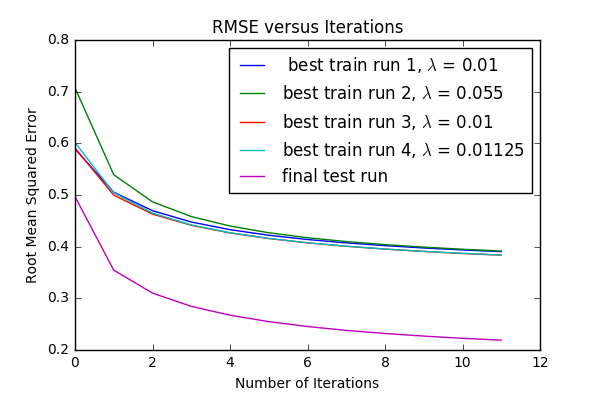 RMSE versus Iterations
0.8
0.7
0.6
0.5
0.4
0.3
0.2
Root Mean Squared Error
best train run 1, λ = 0.01
best train run 2, λ = 0.055
best train run 3, λ = 0.01
best train run 4, λ = 0.01125
final test run
0 2 4 6 8 10 12
Number of Iterations